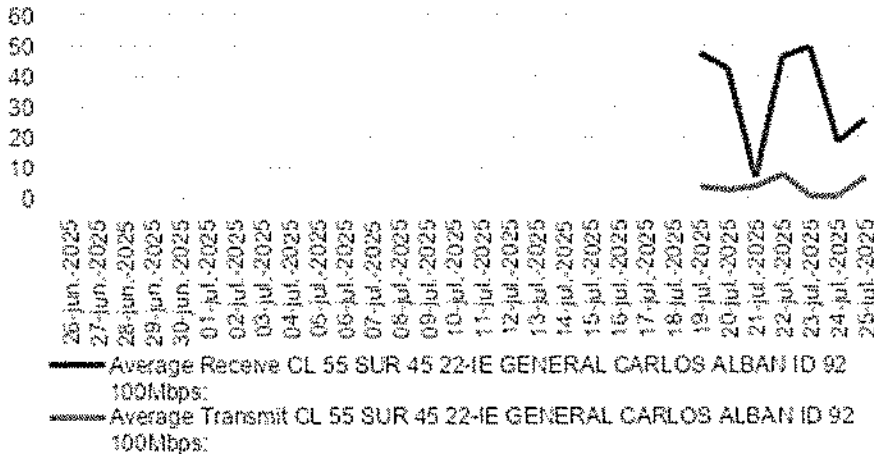 60
50
40
30
20
10
0
26-jun.-2025
27-jun.-2025
28-jun.-2025
29-jun.-2025
30-jun.-2025
01-jul.-2025
02-jul.-2025
03-jul.-2025
04-jul.-2025
05-jul.-2025
06-jul.-2025
07-jul.-2025
08-jul.-2025
09-jul.-2025
10-jul.-2025
11-jul.-2025
12-jul.-2025
13-jul.-2025
14-jul.-2025
15-jul.-2025
16-jul.-2025
17-jul.-2025
18-jul.-2025
19-jul.-2025
20-jul.-2025
21-jul.-2025
22-jul.-2025
23-jul.-2025
24-jul.-2025
25-jul.-2025
Average Receive CL 55 SUR 45 22-IE GENERAL CARLOS ALBAN ID 92
100Mbps:
Average Transmit CL 55 SUR 45 22-IE GENERAL CARLOS ALBAN ID 92
100Mbps: